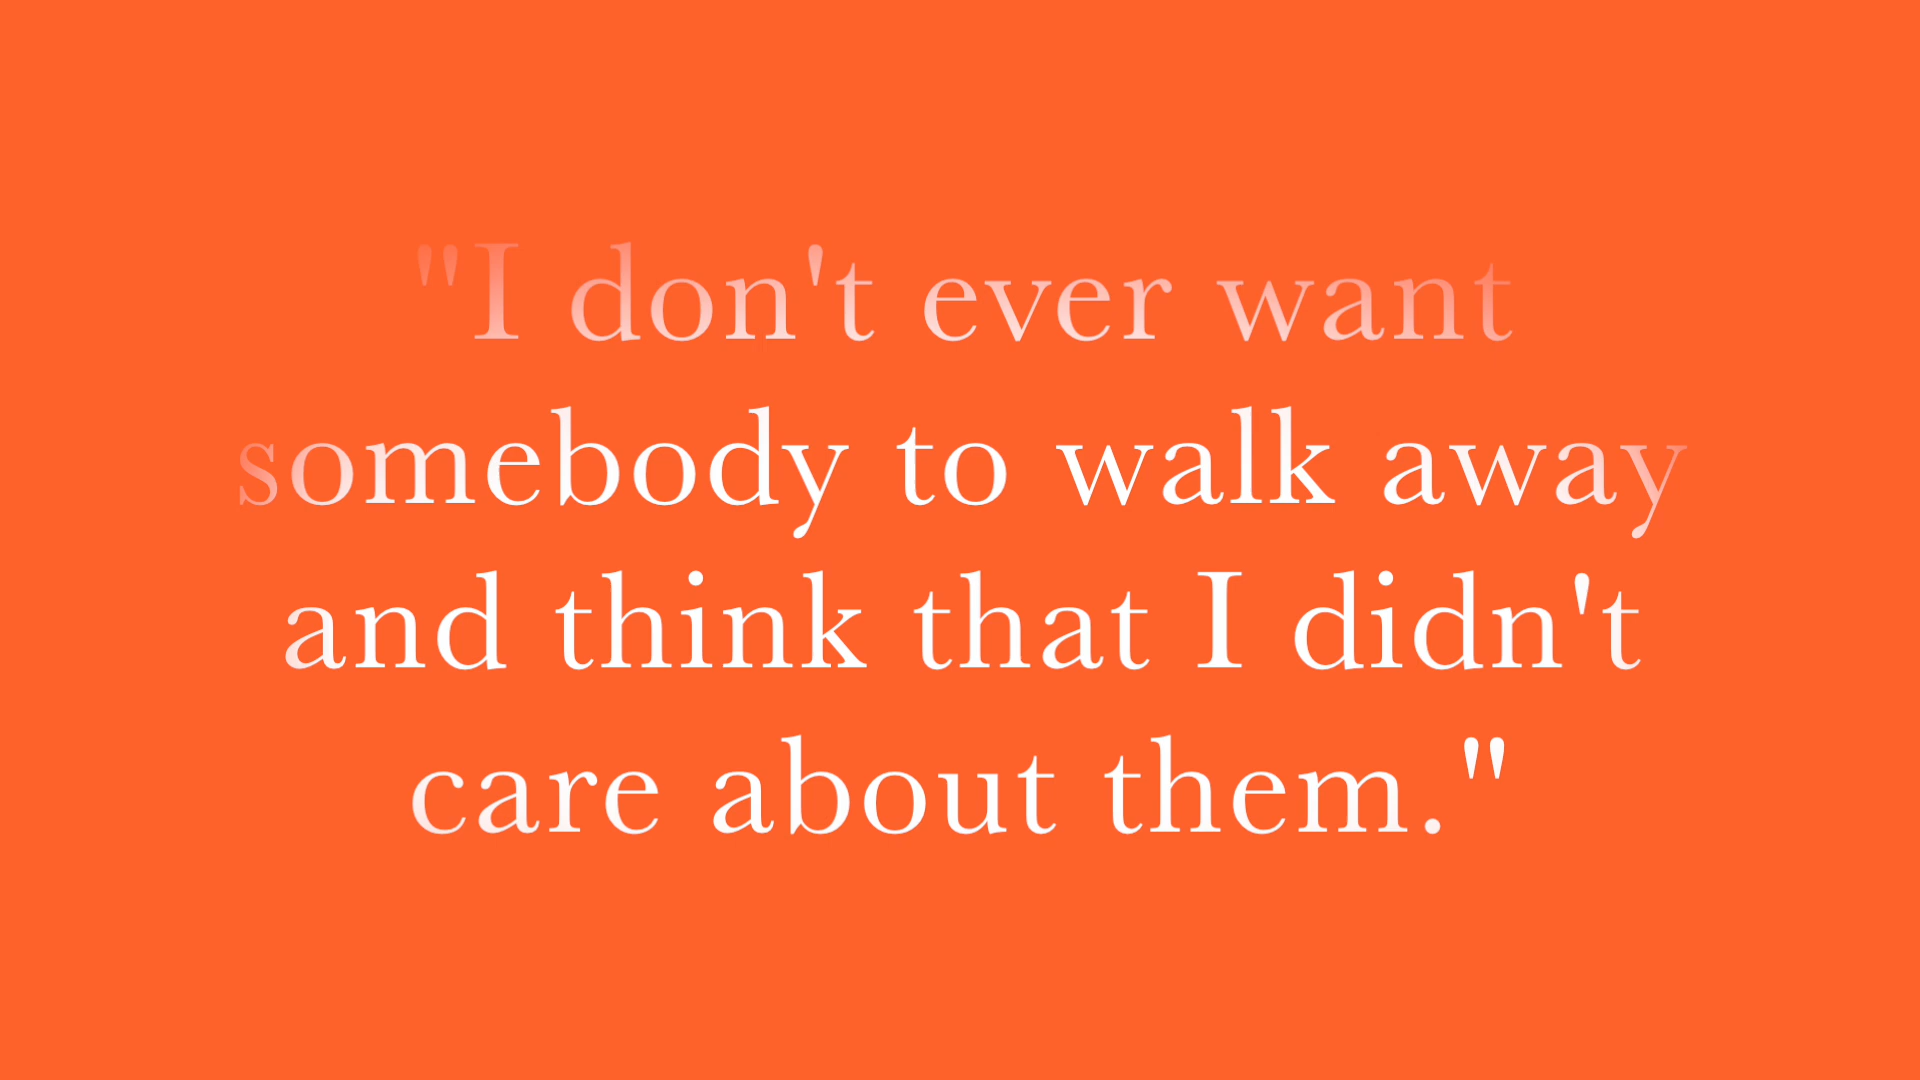 "I don't ever want
somebody to walk away
and think that I didn't
care about them."